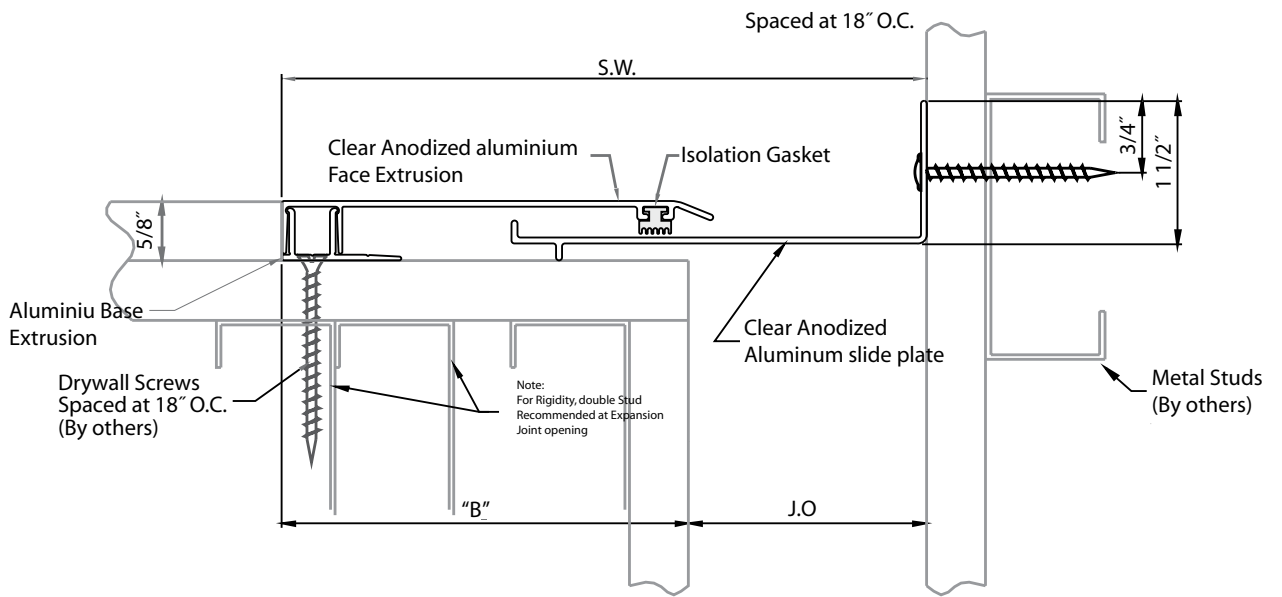 Spaced at 18″ O.C.
S.W.
Clear Anodized aluminium
Face Extrusion
Isolation Gasket
3/4″
1 1/2″
5/8″
Aluminiu Base
Extrusion
Clear Anodized
Aluminum slide plate
Drywall Screws
Spaced at 18″ O.C.
(By others)
Note:
For Rigidity, double Stud
Recommended at Expansion
Joint opening
Metal Studs
(By others)
“B”
J.O